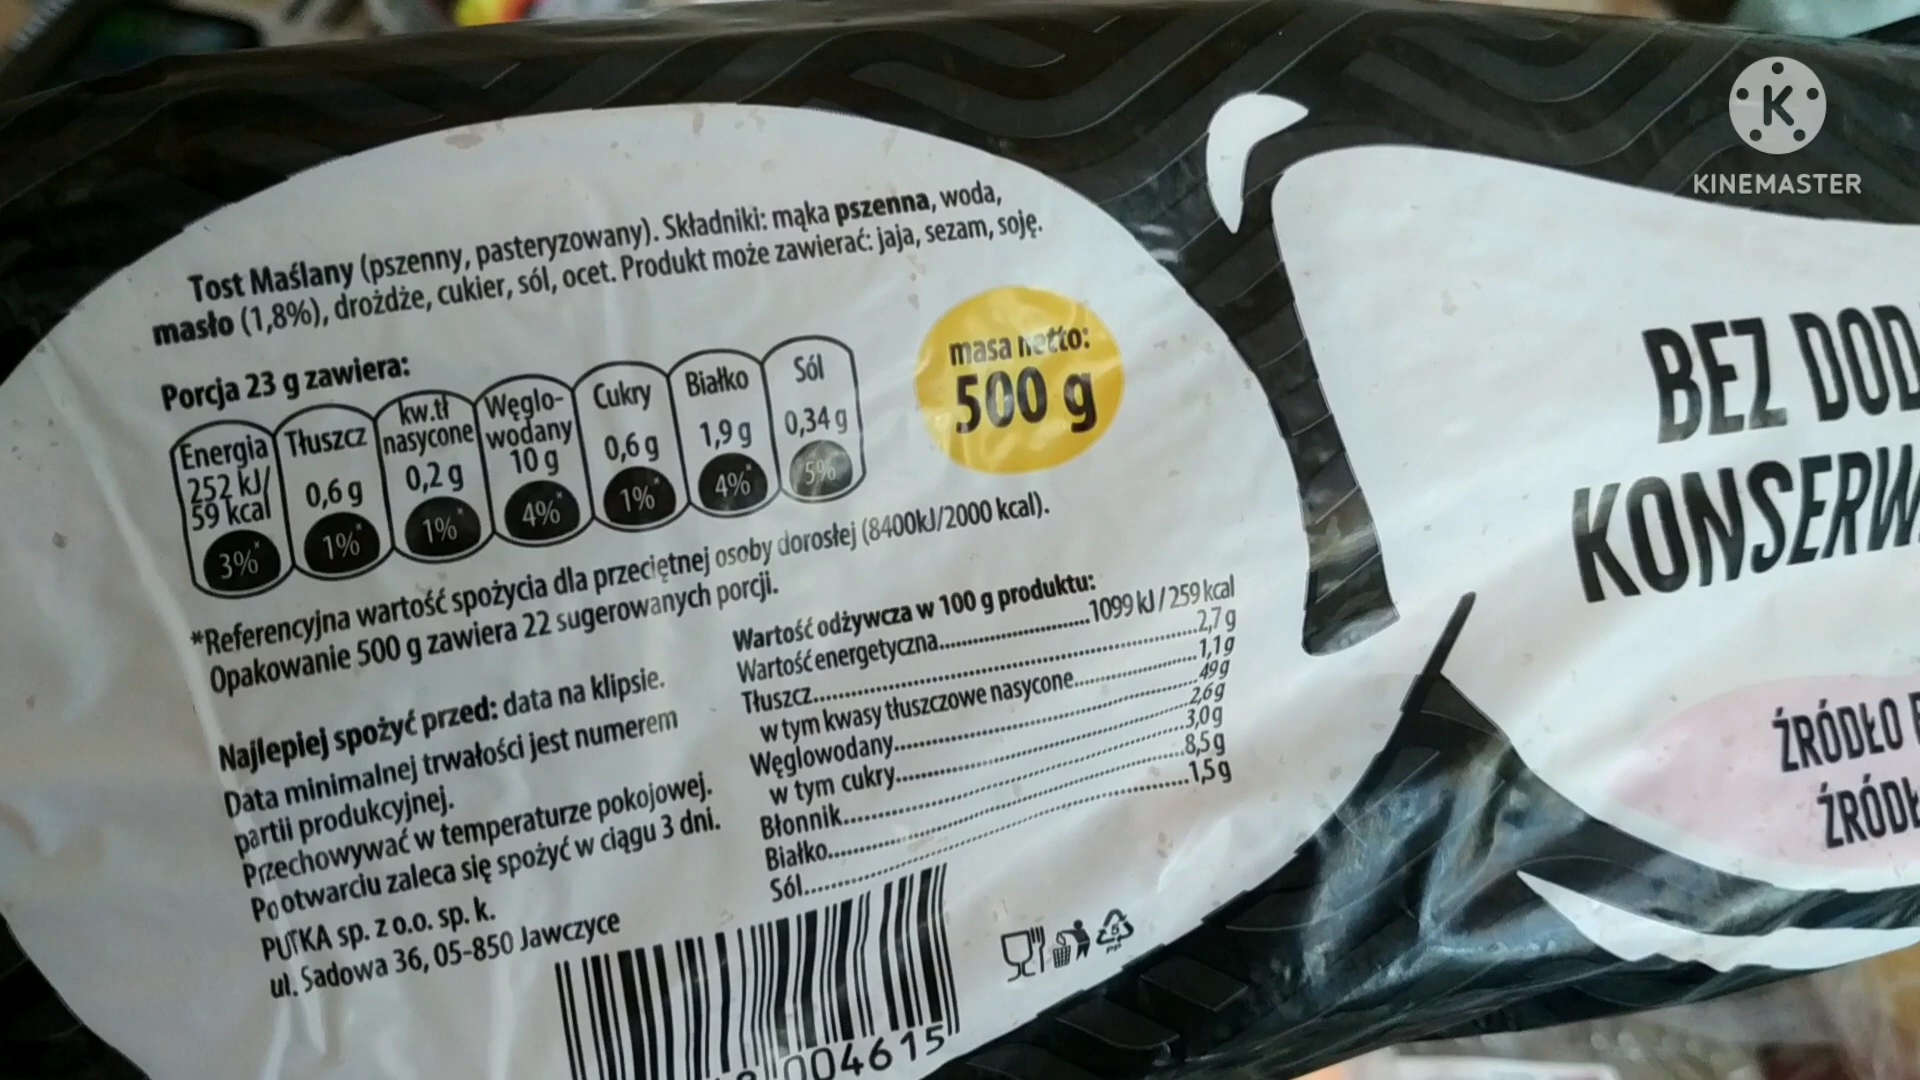 KINEMASTER
Tost Maślany (pszenny, pasteryzowany). Składniki: mąka pszenna, woda,
masło (1,8%), drożdże, cukier, sól, ocet. Produkt może zawierać: jaja, sezam, soję.
Porcja 23 g zawiera:
Energia 252 kJ/ 59 kcal 3%*
Tłuszcz 0,6 g 1%*
kw.tł nasycone 0,2 g 1%*
Węglo- wodany 10 g 4%*
Cukry 0,6 g 1%*
Białko 1,9 g 4%*
Sól 0,34 g 5%
masa netto:
500 g
*Referencyjna wartość spożycia dla przeciętnej osoby dorosłej (8400kJ/2000 kcal).
Opakowanie 500 g zawiera 22 sugerowanych porcji.
Najlepiej spożyć przed: data na klipsie.
Data minimalnej trwałości jest numerem
partii produkcyjnej.
Przechowywać w temperaturze pokojowej.
Po otwarciu zaleca się spożyć w ciągu 3 dni.
PUTKA sp. z o.o. sp. k.
ul. Sadowa 36, 05-850 Jawczyce
Wartość odżywcza w 100 g produktu:
Wartość energetyczna 1099 kJ / 259 kcal
Tłuszcz 2,7 g
w tym kwasy tłuszczowe nasycone 1,1 g
Węglowodany 49 g
w tym cukry 2,6 g
Błonnik 3,0 g
Białko 8,5 g
Sól 1,5 g
004615
5
PP
BEZ DOD
KONSERW
ŹRÓDŁO
ŹRÓDŁ